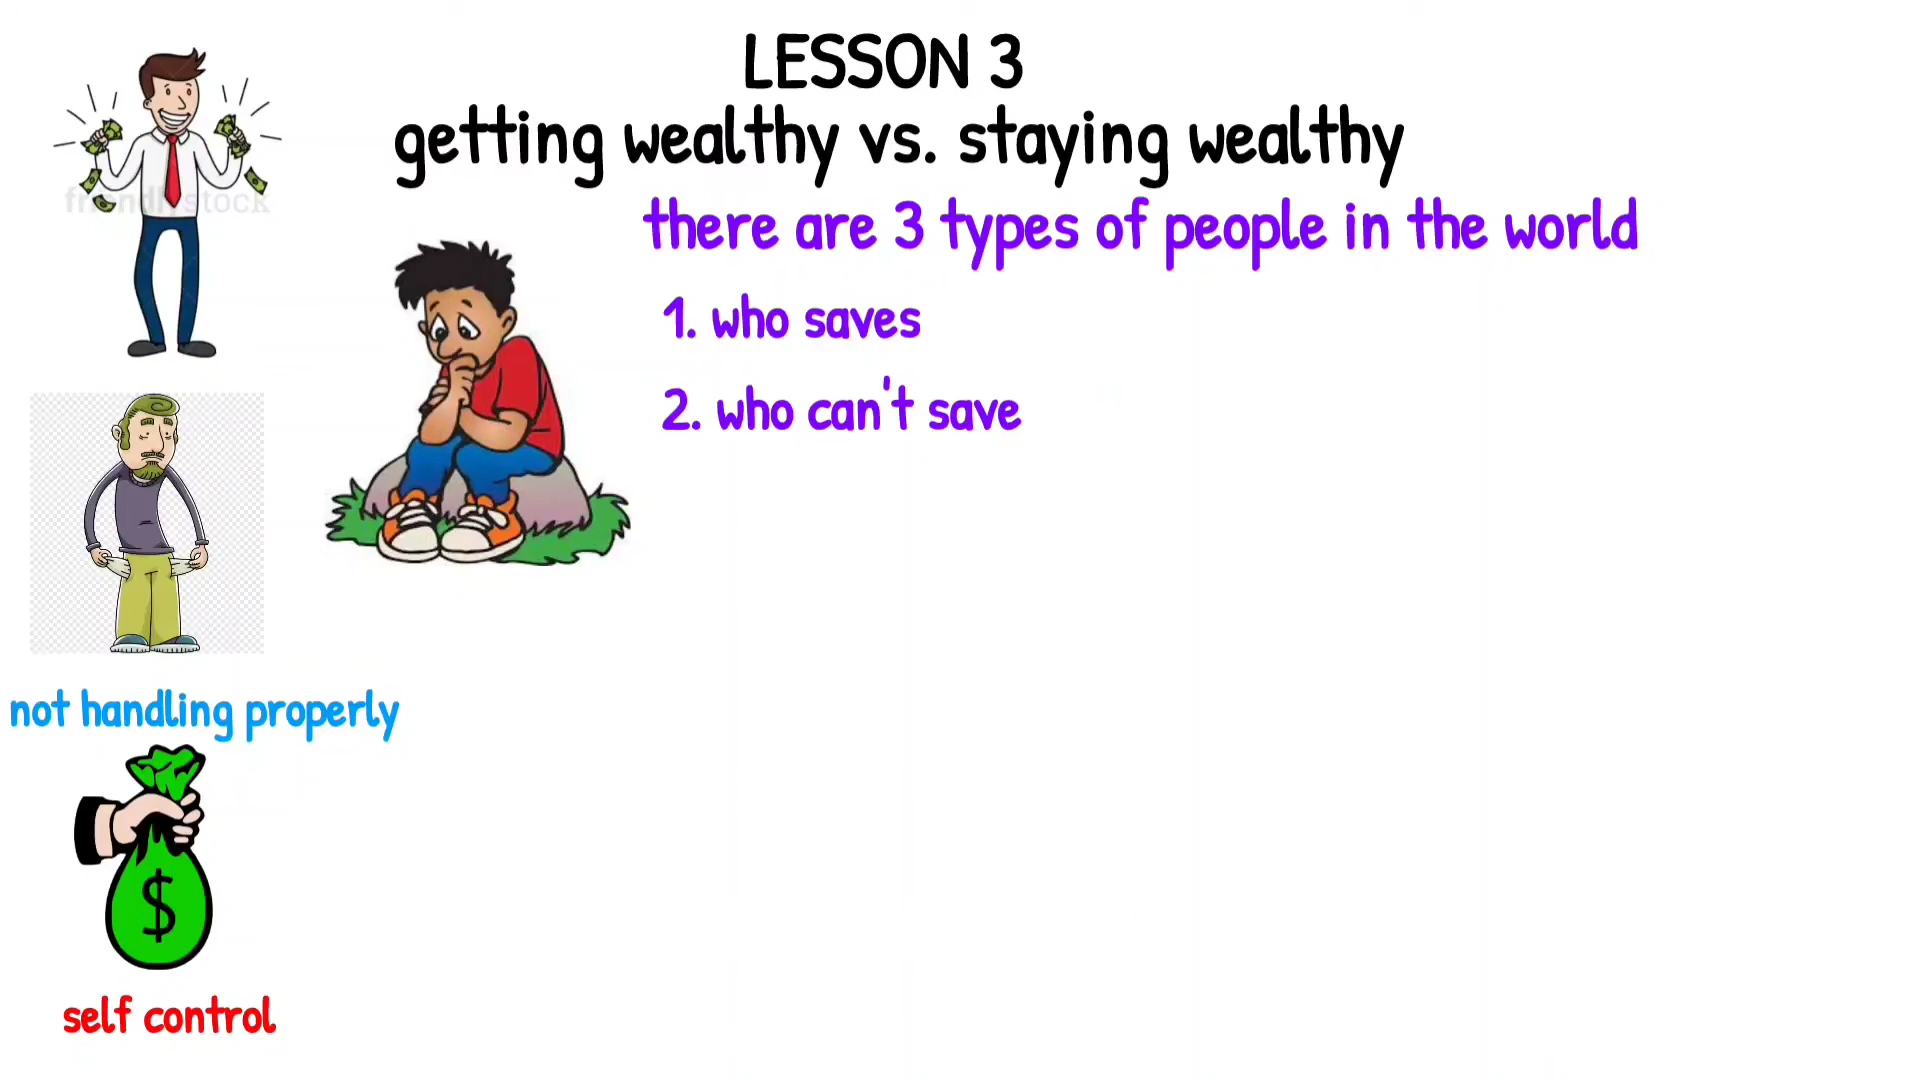 LESSON 3
getting wealthy vs. staying wealthy
there are 3 types of people in the world
1. who saves
2. who can't save
not handling properly
$
self control